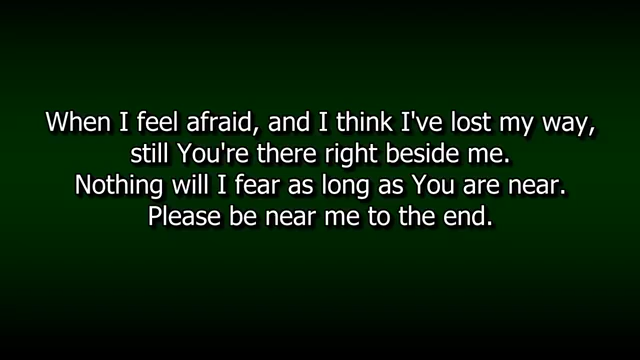 When I feel afraid, and I think I've lost my way,
still You're there right beside me.
Nothing will I fear as long as You are near.
Please be near me to the end.